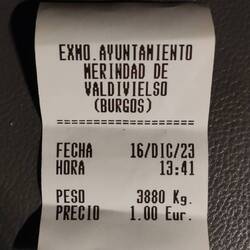 EXMO.AYUNTAMIENTO
MERINDAD DE
VALDIVIELSO
(BURGOS)
====================
FECHA 16/DIC/23
HORA 13:41
PESO 3880 Kg.
PRECIO 1.00 Eur.